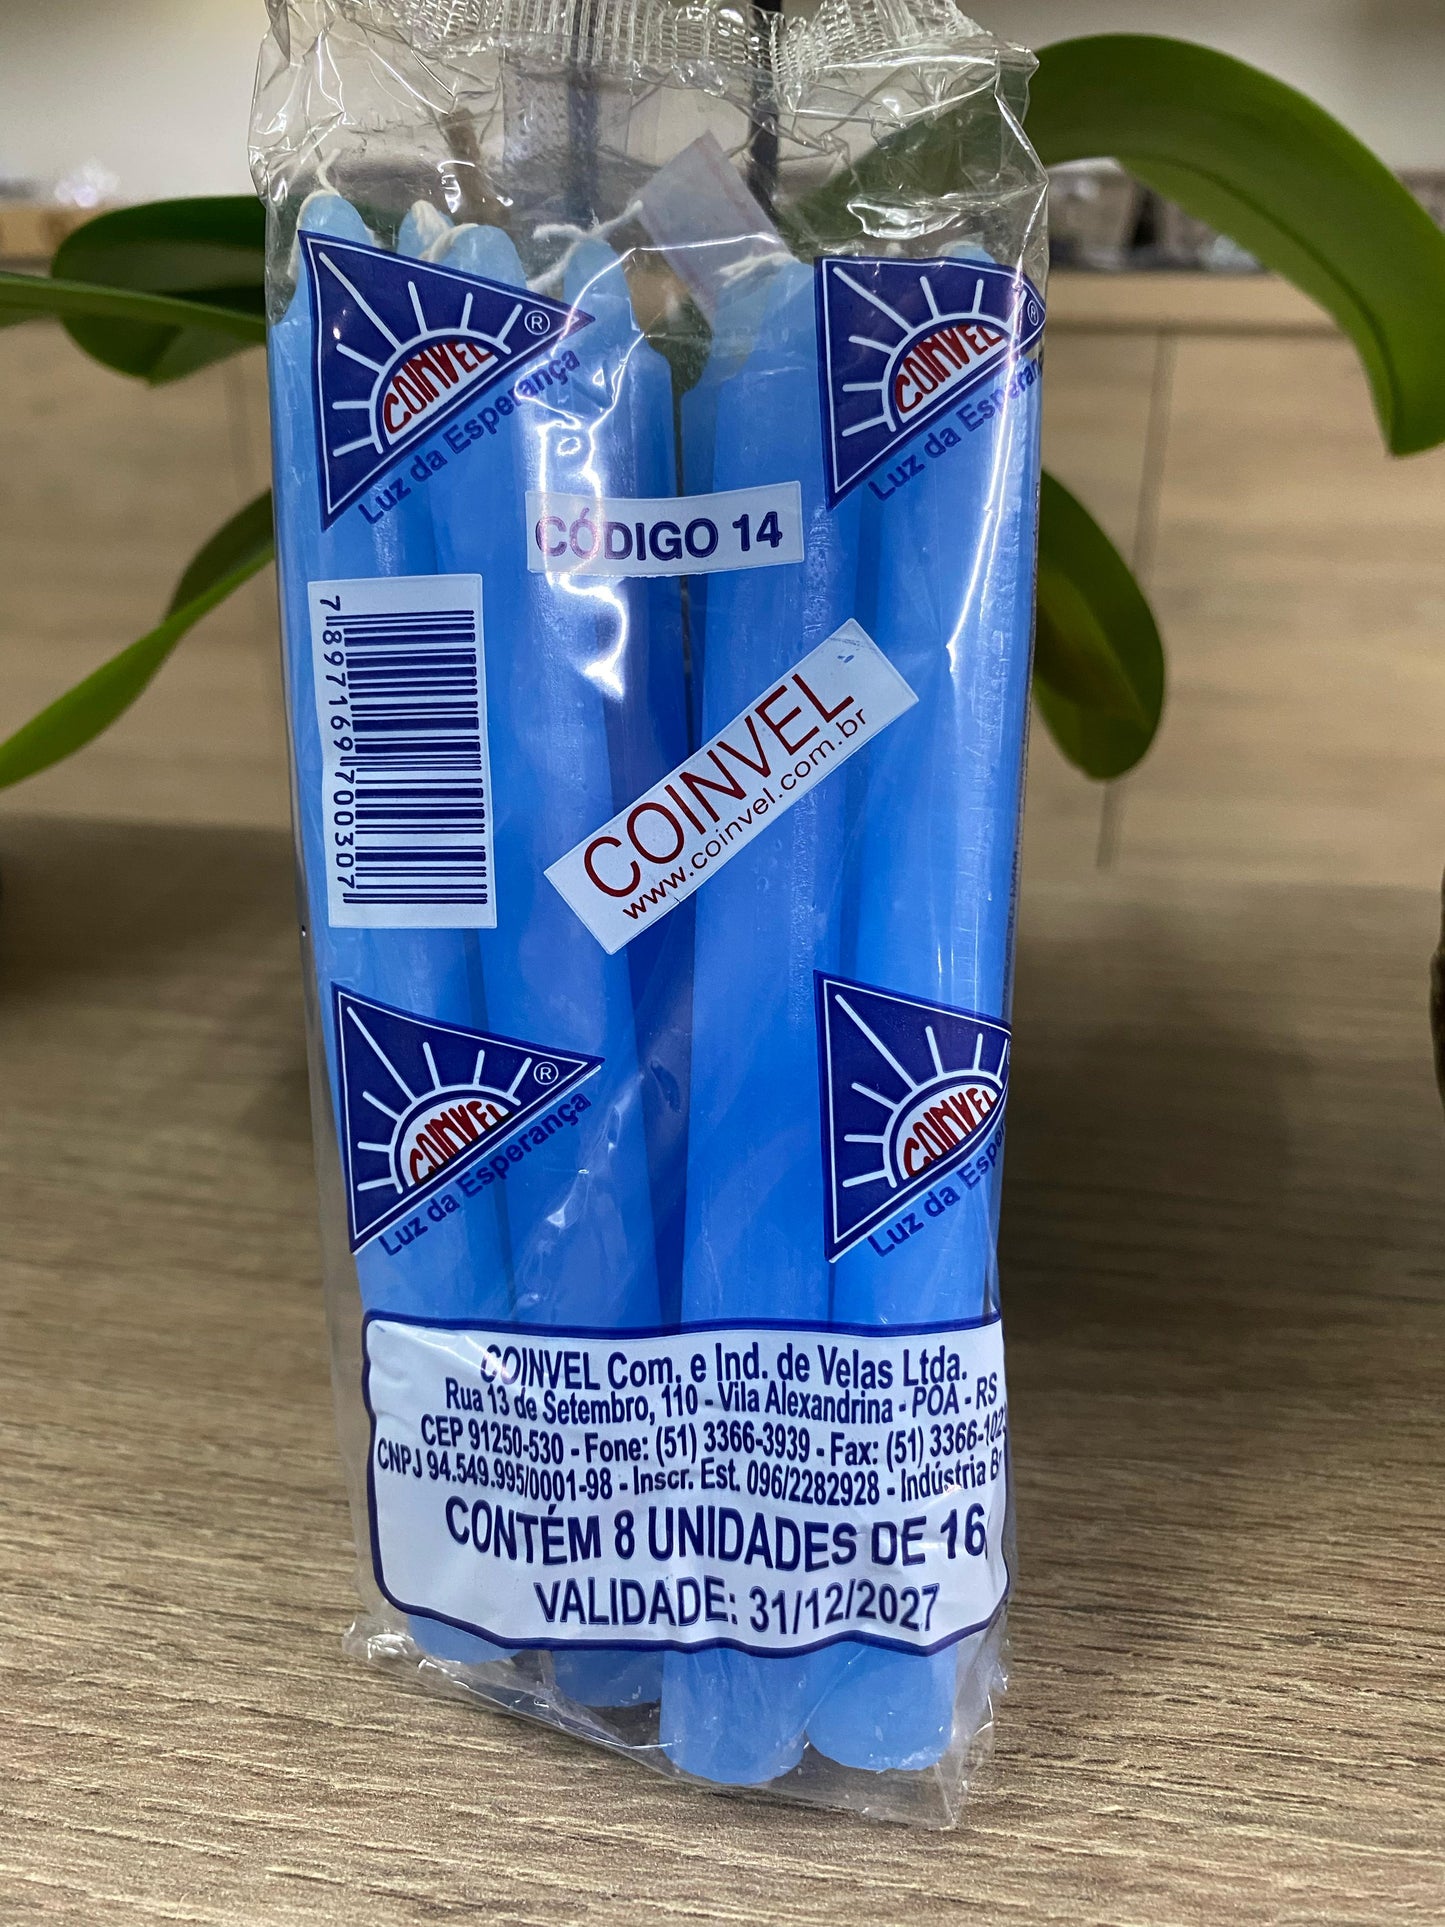 COINVEL ®
Luz da Esperança
COINVEL ®
Luz da
CÓDIGO 14
7 897169 700307
COINVEL
www.coinvel.com.br
COINVEL ®
Luz da Esperança
COINVEL
Luz da
COINVEL Com. e Ind. de Velas Ltda.
Rua 13 de Setembro, 110 - Vila Alexandrina - POA - RS
CEP 91250-530 - Fone: (51) 3366-3939 - Fax: (51)
CNPJ 94.549.995/0001-98 - Inscr. Est. 096/2282928 - Indústria
CONTÉM 8 UNIDADES DE 16
VALIDADE: 31/12/2027